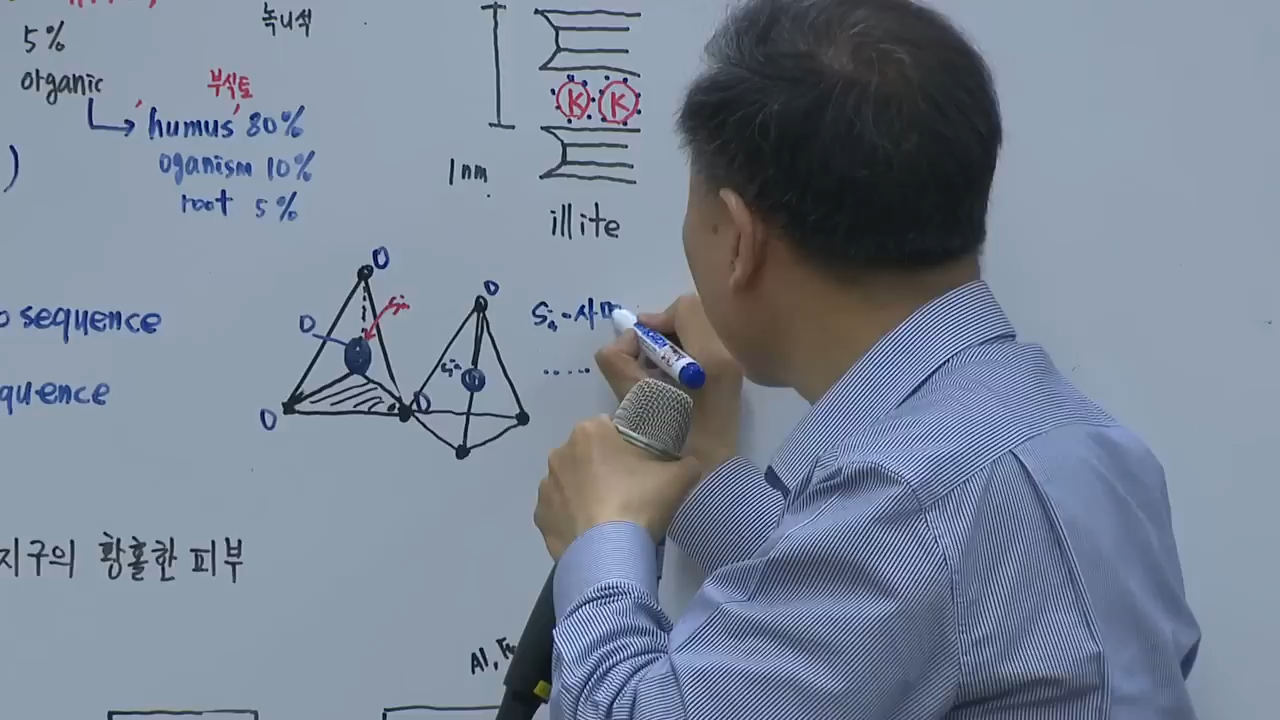 녹니석
5%
organic
부식토
humus 80%
oganism 10%
root 5%
)
K K
1nm
illite
O
O
Si
O
O
O
Si
Si - 사면
.....
sequence
quence
지구의 황홀한 피부
Al, Fe